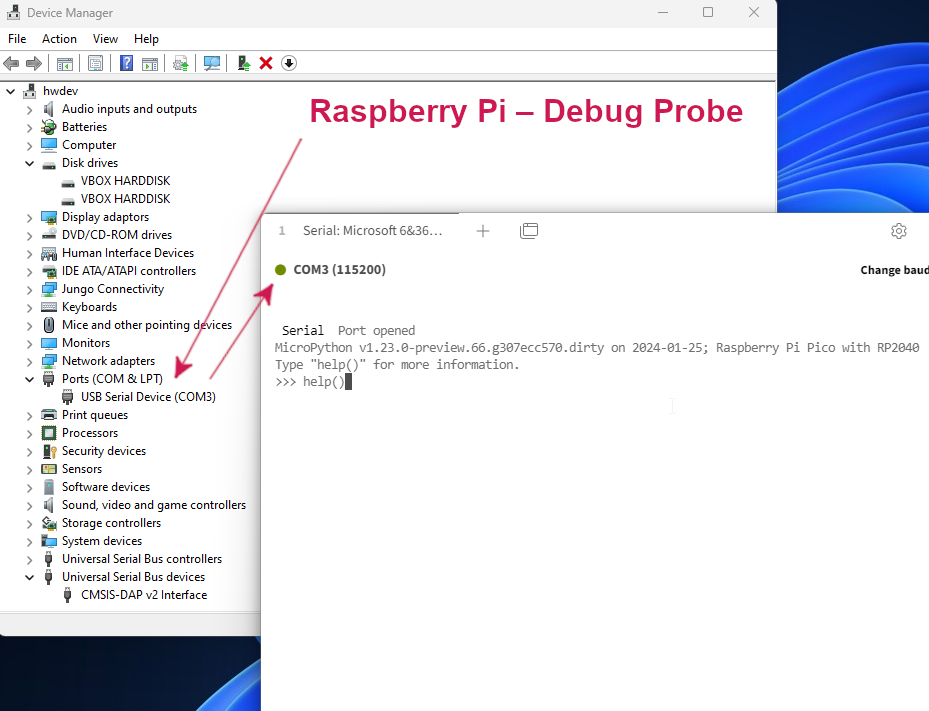 Device Manager
File Action View Help
hwdev
Audio inputs and outputs
Batteries
Computer
Disk drives
VBOX HARDDISK
VBOX HARDDISK
Display adaptors
DVD/CD-ROM drives
Human Interface Devices
IDE ATA/ATAPI controllers
Jungo Connectivity
Keyboards
Mice and other pointing devices
Monitors
Network adapters
Ports (COM & LPT)
USB Serial Device (COM3)
Print queues
Processors
Security devices
Sensors
Software devices
Sound, video and game controllers
Storage controllers
System devices
Universal Serial Bus controllers
Universal Serial Bus devices
CMSIS-DAP v2 Interface
Raspberry Pi – Debug Probe
1 Serial: Microsoft 6&36...
COM3 (115200)
Change baud
Serial Port opened
MicroPython v1.23.0-preview.66.g307ecc570.dirty on 2024-01-25; Raspberry Pi Pico with RP2040
Type "help()" for more information.
>>> help()